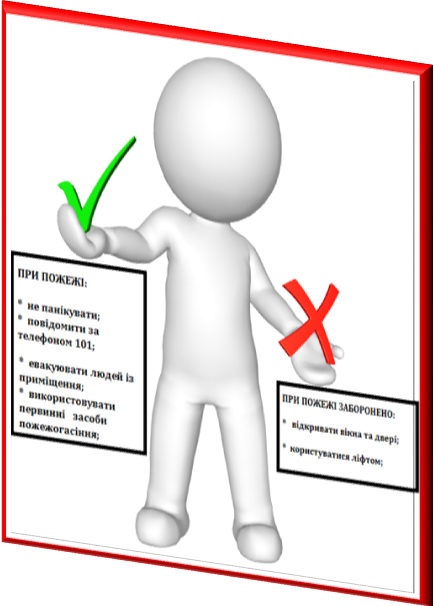 ПРИ ПОЖЕЖІ:
* не панікувати;
* повідомити за
телефоном 101;
* евакуювати людей із
приміщення;
* використовувати
первинні засоби
пожежогасіння;
ПРИ ПОЖЕЖІ ЗАБОРОНЕНО:
* відкривати вікна та двері;
* користуватися ліфтом;